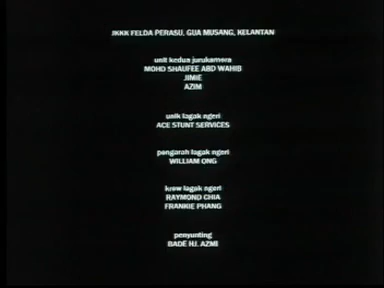 JKKK FELDA PERASU, GUA MUSANG, KELANTAN
unit kedua jurukamera
MOHD SHAUFEE ABD WAHIB
JIMIE
AZIM
unik lagak ngeri
ACE STUNT SERVICES
pengarah lagak ngeri
WILLIAM ONG
krew lagak ngeri
RAYMOND CHIA
FRANKIE PHANG
penyunting
BADE HJ. AZMI